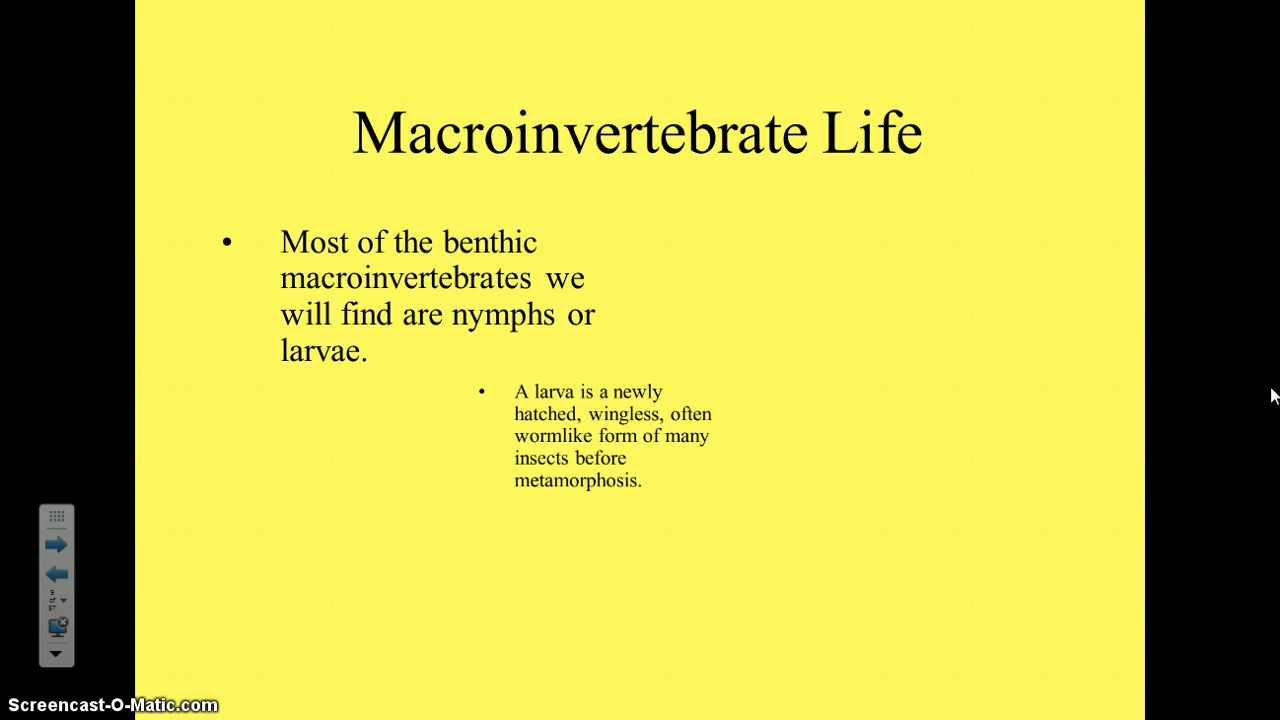 Macroinvertebrate Life
• Most of the benthic
macroinvertebrates we
will find are nymphs or
larvae.
• A larva is a newly
hatched, wingless, often
wormlike form of many
insects before
metamorphosis.
Screencast-O-Matic.com